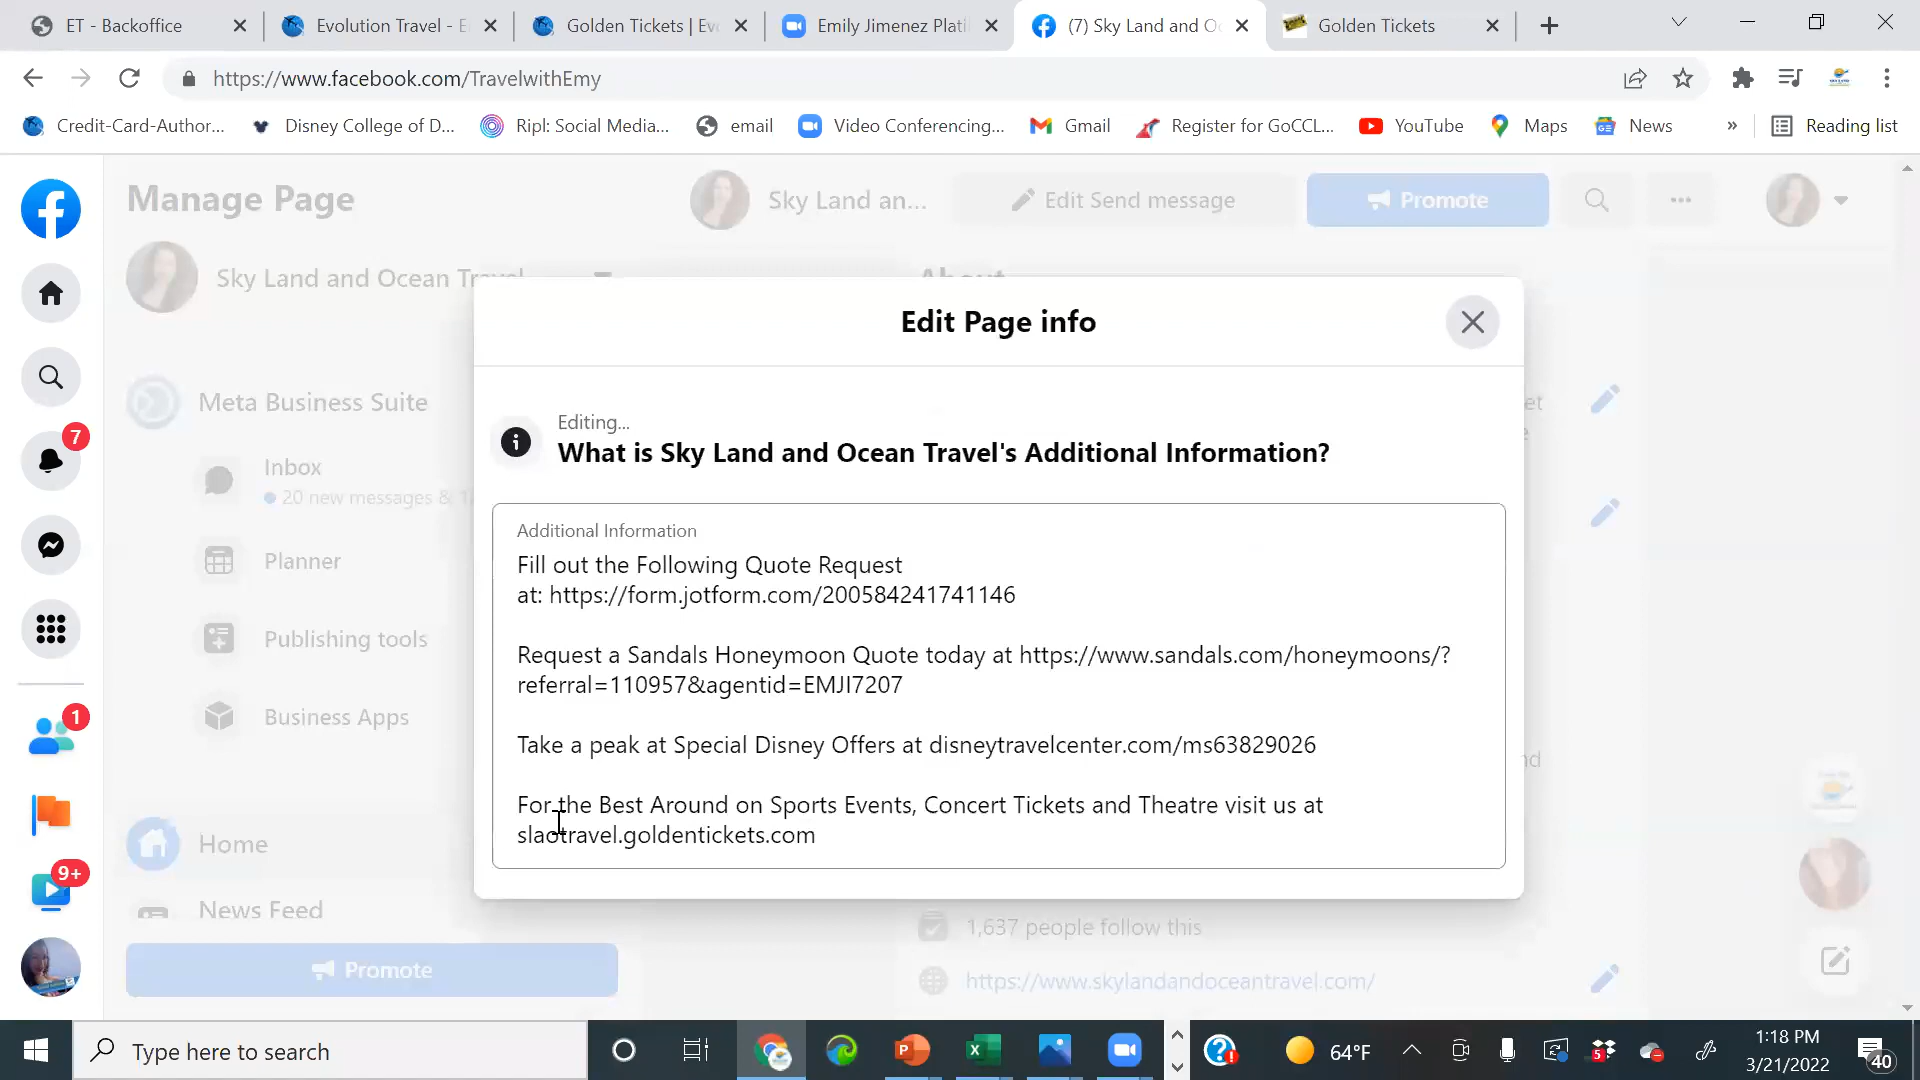 ET - Backoffice
Evolution Travel - E
Golden Tickets | Evo
Emily Jimenez Plati
(7) Sky Land and Oc
Golden Tickets
https://www.facebook.com/TravelwithEmy
Credit-Card-Author...
Disney College of D...
Ripl: Social Media...
email
Video Conferencing...
Gmail
Register for GoCCL...
YouTube
Maps
News
»
Reading list
Manage Page
Sky Land an...
Edit Send message
Promote
Sky Land and Ocean Travel
About
Edit Page info
Meta Business Suite
Editing...
What is Sky Land and Ocean Travel's Additional Information?
7
Inbox
20 new messages &
Additional Information
Fill out the Following Quote Request
at: https://form.jotform.com/200584241741146
Planner
Publishing tools
Request a Sandals Honeymoon Quote today at https://www.sandals.com/honeymoons/?
referral=110957&agentid=EMJI7207
1
Business Apps
Take a peak at Special Disney Offers at disneytravelcenter.com/ms63829026
For the Best Around on Sports Events, Concert Tickets and Theatre visit us at
slaotravel.goldentickets.com
Home
9+
News Feed
1,637 people follow this
Promote
https://www.skylandandoceantravel.com/
Type here to search
64°F
5
1:18 PM
3/21/2022
40